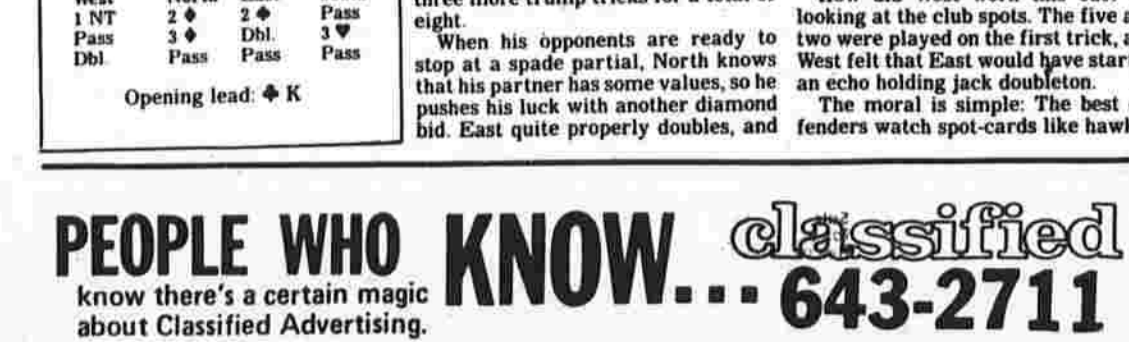 1 NT 2 ♦ 2 ♠ Pass
Pass 3 ♦ Dbl. 3 ♥
Dbl. Pass Pass Pass
Opening lead: ♣ K
eight.
When his opponents are ready to
stop at a spade partial, North knows
that his partner has some values, so he
pushes his luck with another diamond
bid. East quite properly doubles, and
looking at the club spots. The five a
two were played on the first trick, a
West felt that East would have star
an echo holding jack doubleton.
The moral is simple: The best
fenders watch spot-cards like hawk
PEOPLE WHO KNOW...
know there's a certain magic
about Classified Advertising.
classified
643-2711